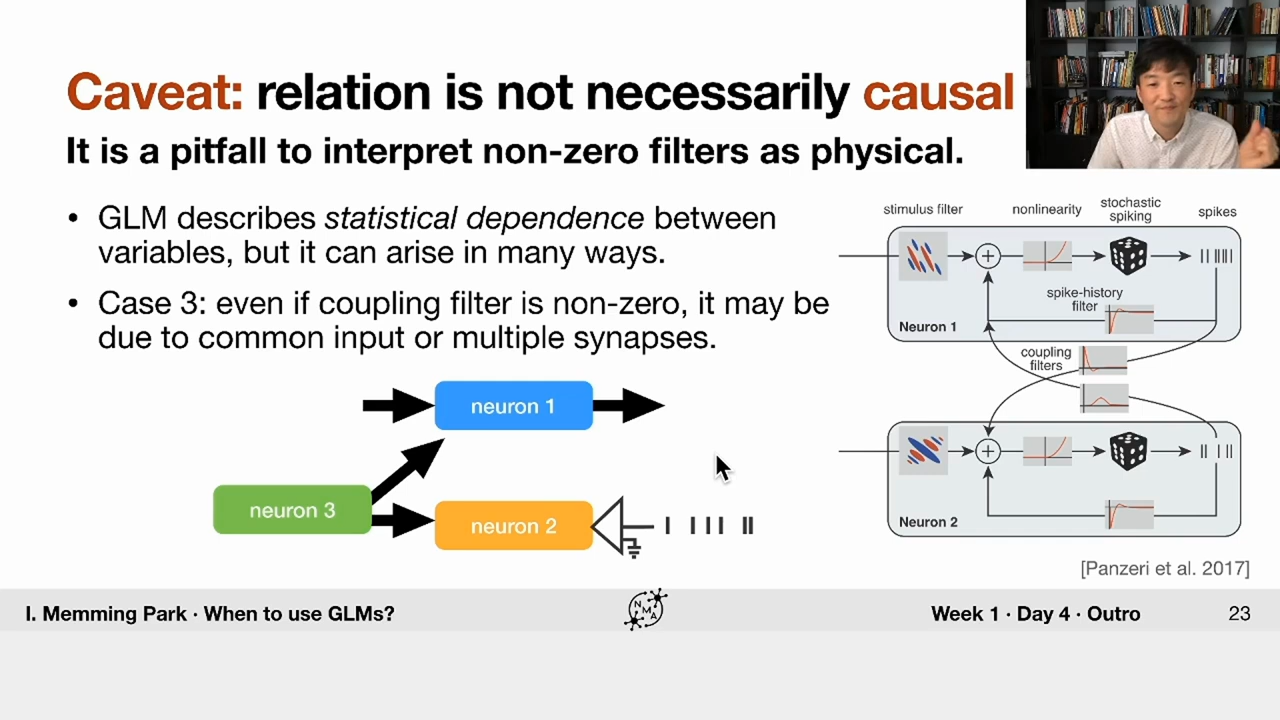 Caveat: relation is not necessarily causal
It is a pitfall to interpret non-zero filters as physical.
• GLM describes statistical dependence between
variables, but it can arise in many ways.
• Case 3: even if coupling filter is non-zero, it may be
due to common input or multiple synapses.
neuron 1
neuron 3
neuron 2
stimulus filter
nonlinearity
stochastic
spiking
spikes
spike-history
filter
Neuron 1
coupling
filters
Neuron 2
[Panzeri et al. 2017]
I. Memming Park · When to use GLMs?
N
M
A
Week 1 · Day 4 · Outro
23